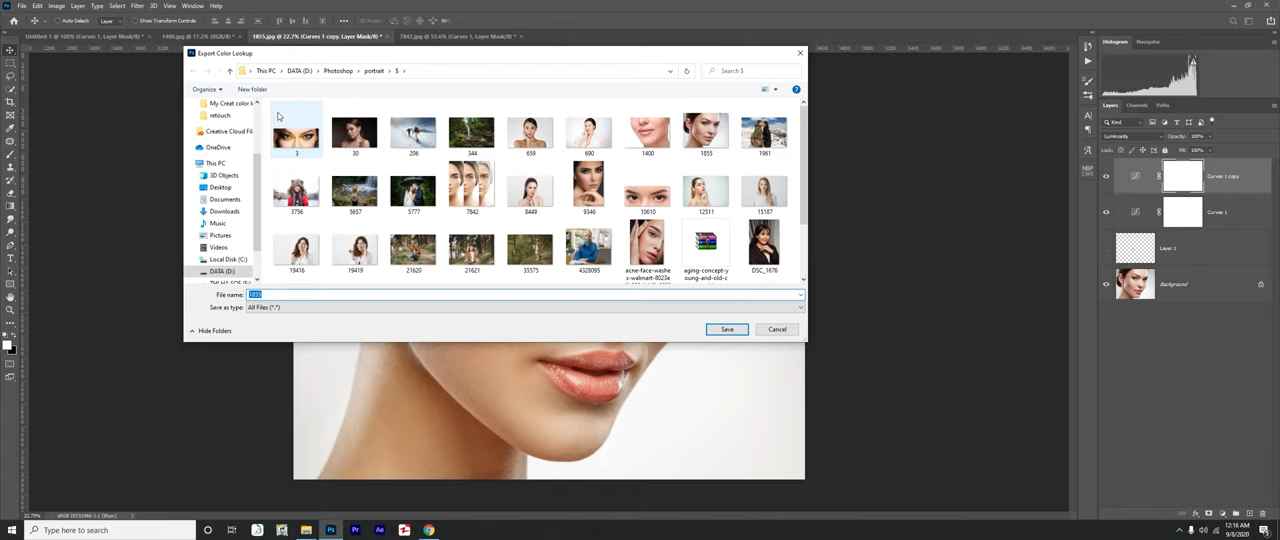 File Edit Image Layer Type Select Filter 3D View Window Help
Auto-Select: Layer Show Transform Controls 3D Mode:
Untitled-1 @ 100% (Curves 1, Layer Mask/8) * × 1400.jpg @ 17.2% (RGB/8) * × 1855.jpg @ 22.7% (Curves 1 copy, Layer Mask/8) * × 7842.jpg @ 53.6% (Curves 1, Layer Mask/8) * ×
Export Color Lookup
This PC > DATA (D:) > Photoshop > portrait > S >
Organize New folder
My Creat color l
retouch
Creative Cloud Fil
OneDrive
This PC
3D Objects
Desktop
Documents
Downloads
Music
Pictures
Videos
Local Disk (C:)
DATA (D:)
3 30 206 344 659 690 1400 1855 1961
3756 5657 5777 7842 8449 9346 10610 12511 15187
19416 19419 21620 21621 35575 4328095 acne-face-washe s-walmart-8023e aging-concept-y oung-and-old-c DSC_1676
File name: 1855
Save as type: All Files (*.*)
Hide Folders Save Cancel
Histogram Navigator
Layers Channels Paths
Kind
Luminosity Opacity: 100%
Lock: Fill: 100%
Curves 1 copy
Curves 1
Layer 1
Background
NBP
22.73% sRGB IEC61966-2.1 (8bpc)
Type here to search
12:16 AM
9/8/2020